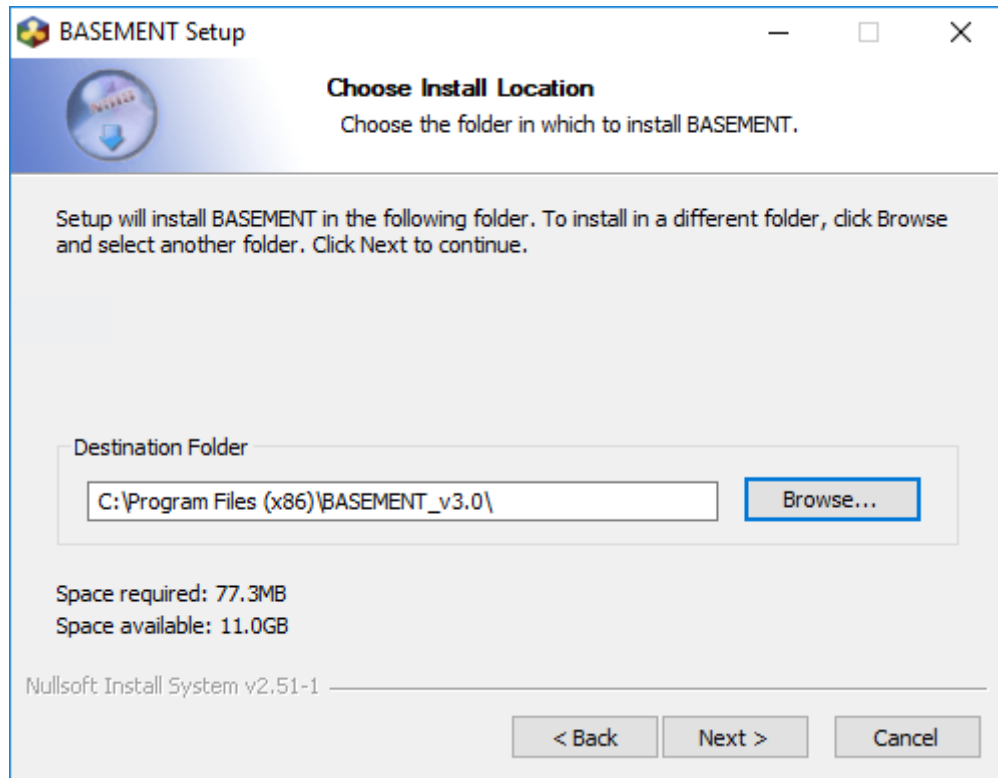 BASEMENT Setup
Choose Install Location
Choose the folder in which to install BASEMENT.
Setup will install BASEMENT in the following folder. To install in a different folder, click Browse
and select another folder. Click Next to continue.
Destination Folder
C:\Program Files (x86)\BASEMENT_v3.0\
Browse...
Space required: 77.3MB
Space available: 11.0GB
Nullsoft Install System v2.51-1
< Back
Next >
Cancel